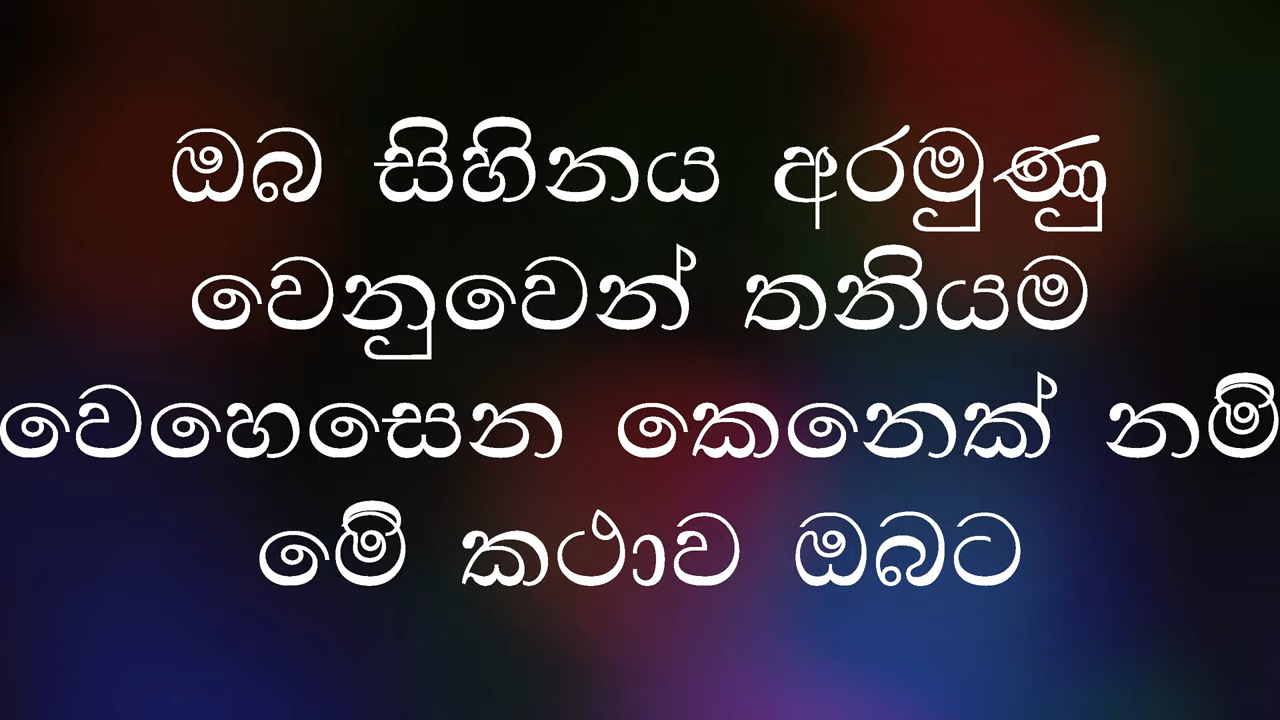 ඔබ සිහිනය අරමුණු
වෙනුවෙන් තනියම
වෙහෙසෙන කෙනෙක් නම්
මේ කථාව ඔබට